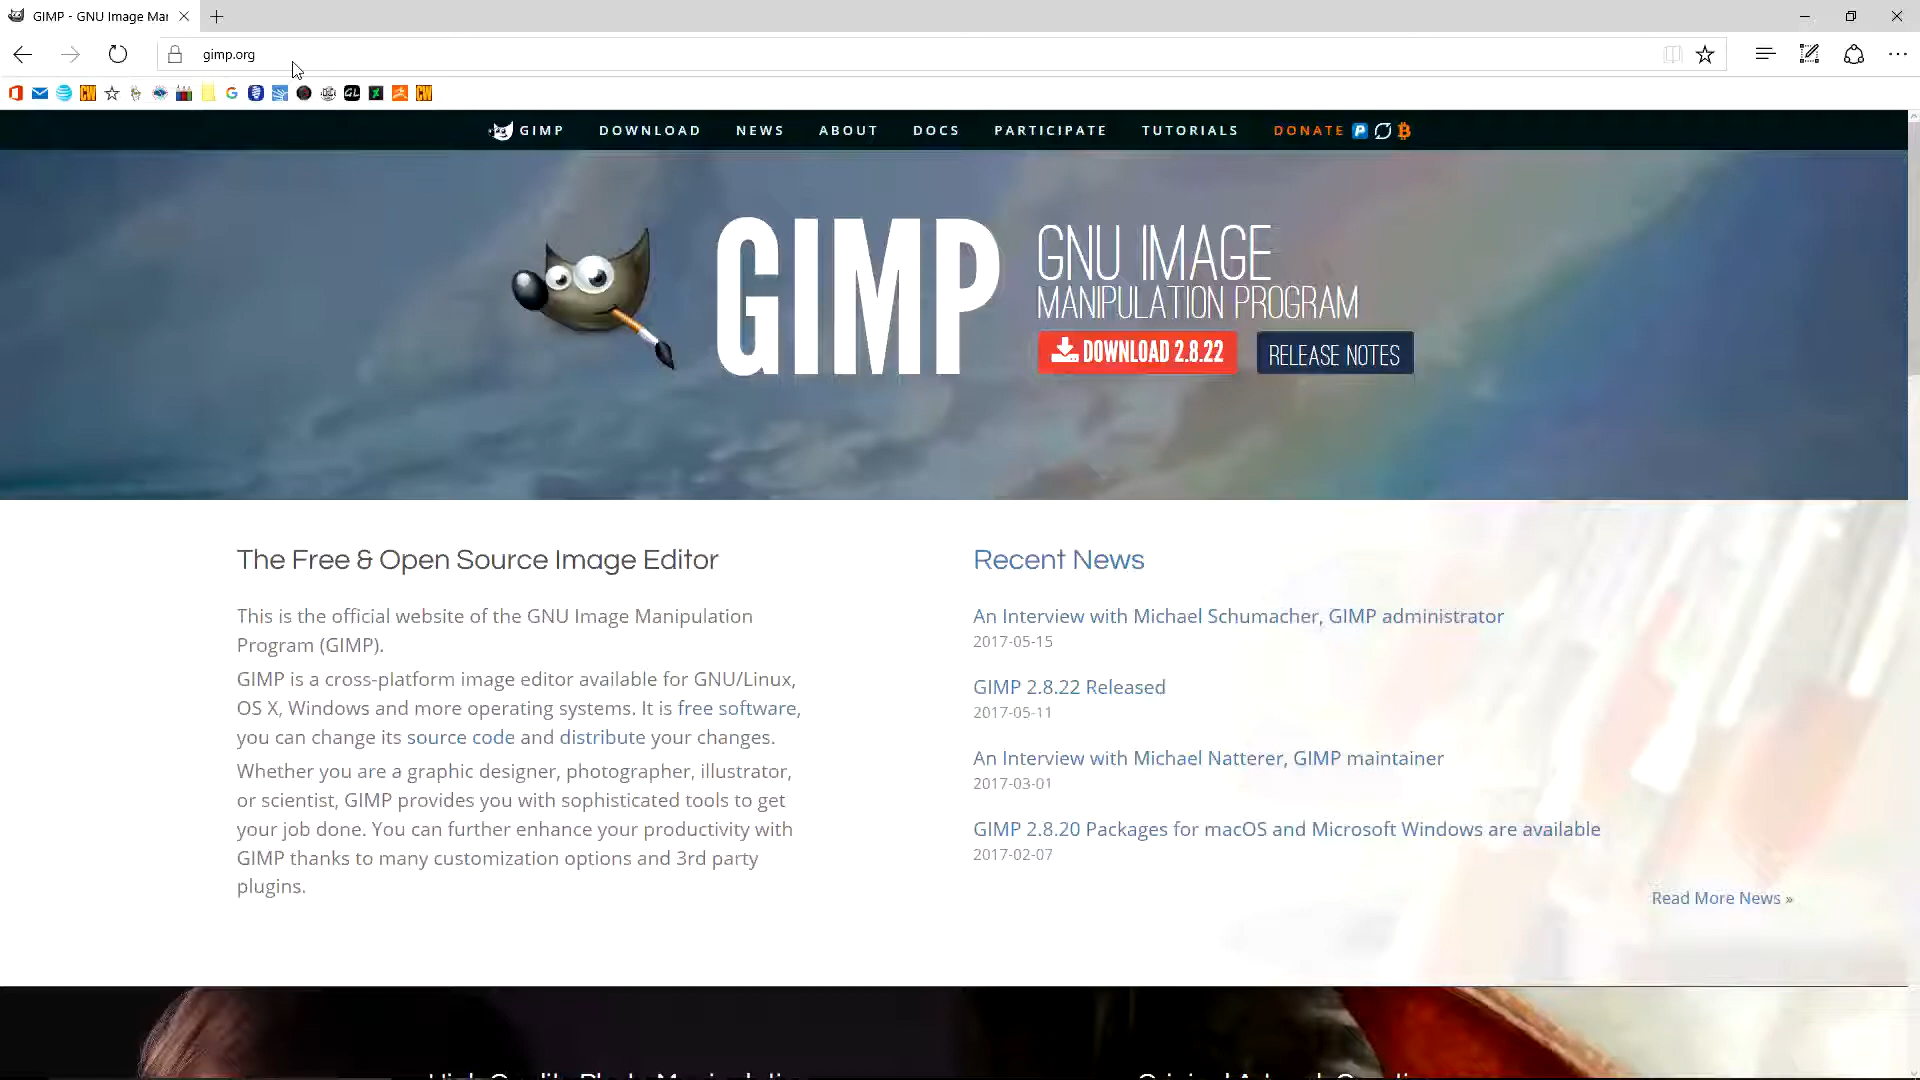 GIMP - GNU Image Mar
gimp.org
GIMP DOWNLOAD NEWS ABOUT DOCS PARTICIPATE TUTORIALS DONATE
GIMP
GNU IMAGE
MANIPULATION PROGRAM
DOWNLOAD 2.8.22
RELEASE NOTES
The Free & Open Source Image Editor
This is the official website of the GNU Image Manipulation
Program (GIMP).
GIMP is a cross-platform image editor available for GNU/Linux,
OS X, Windows and more operating systems. It is free software,
you can change its source code and distribute your changes.
Whether you are a graphic designer, photographer, illustrator,
or scientist, GIMP provides you with sophisticated tools to get
your job done. You can further enhance your productivity with
GIMP thanks to many customization options and 3rd party
plugins.
Recent News
An Interview with Michael Schumacher, GIMP administrator
2017-05-15
GIMP 2.8.22 Released
2017-05-11
An Interview with Michael Natterer, GIMP maintainer
2017-03-01
GIMP 2.8.20 Packages for macOS and Microsoft Windows are available
2017-02-07
Read More News »